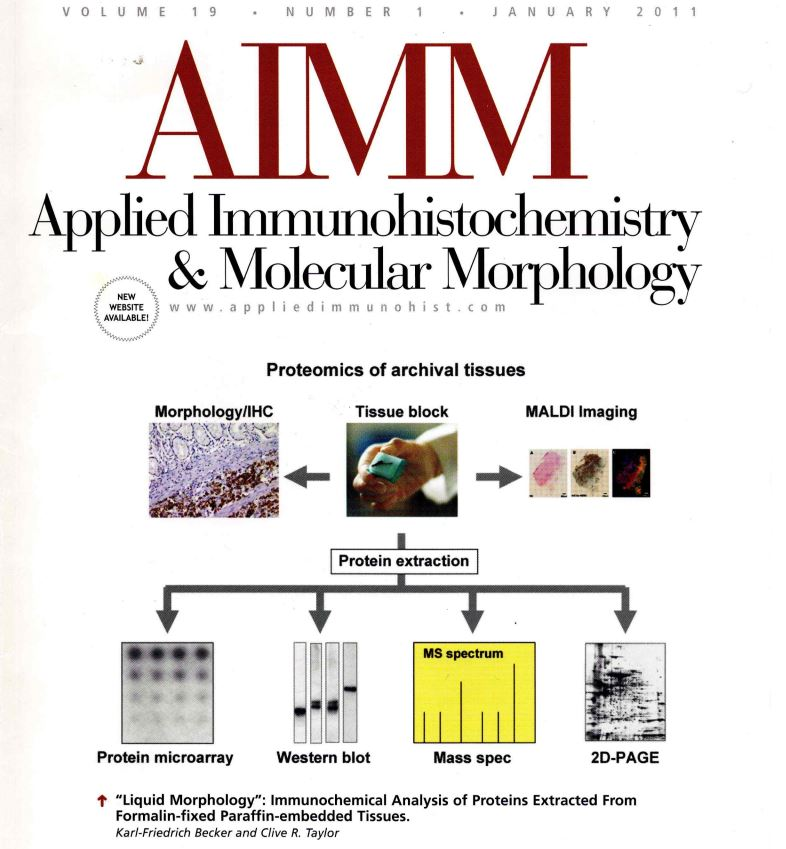 VOLUME 19 • NUMBER 1 • JANUARY 2011
AIMM
Applied Immunohistochemistry
& Molecular Morphology
NEW
WEBSITE
AVAILABLE!
www.appliedimmunohist.com
Proteomics of archival tissues
Morphology/IHC
Tissue block
MALDI Imaging
Protein extraction
MS spectrum
Protein microarray
Western blot
Mass spec
2D-PAGE
↑ “Liquid Morphology”: Immunochemical Analysis of Proteins Extracted From
Formalin-fixed Paraffin-embedded Tissues.
Karl-Friedrich Becker and Clive R. Taylor